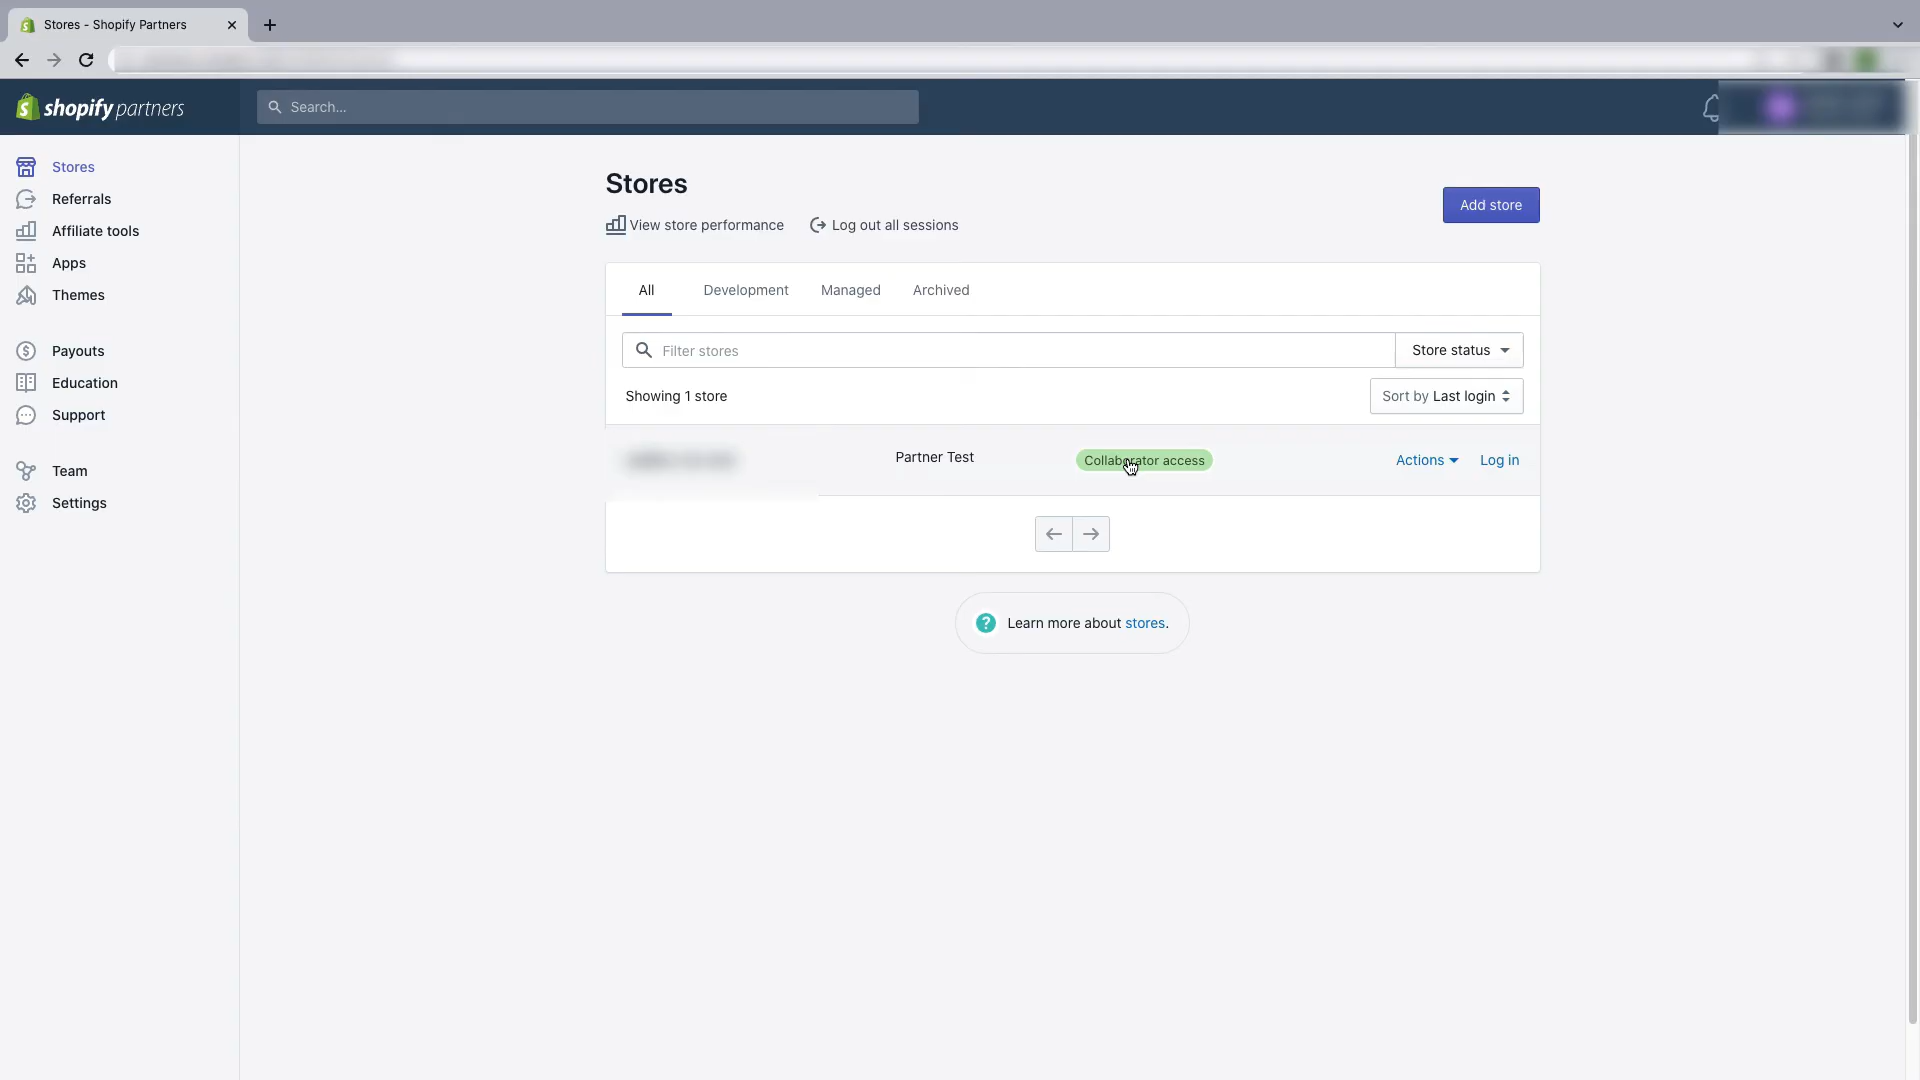 Stores - Shopify Partners
shopify partners
Search...
Stores
Referrals
Affiliate tools
Apps
Themes
Payouts
Education
Support
Team
Settings
Stores
View store performance
Log out all sessions
Add store
All
Development
Managed
Archived
Filter stores
Store status
Showing 1 store
Sort by Last login
Partner Test
Collaborator access
Actions
Log in
Learn more about stores.